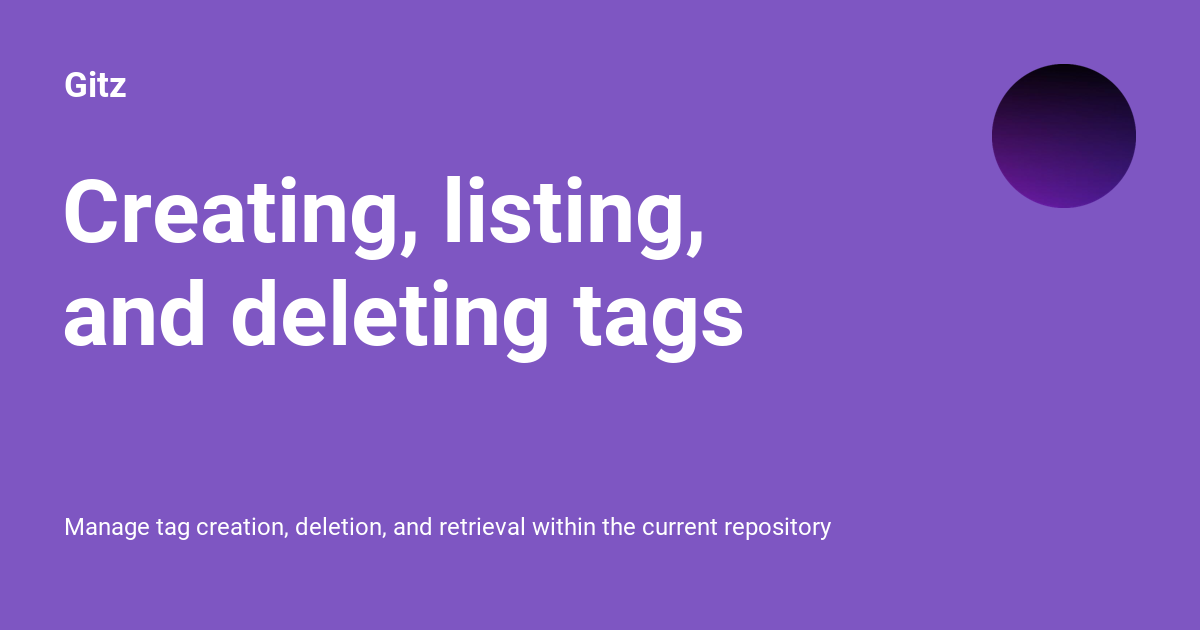 Gitz
Creating, listing,
and deleting tags
Manage tag creation, deletion, and retrieval within the current repository